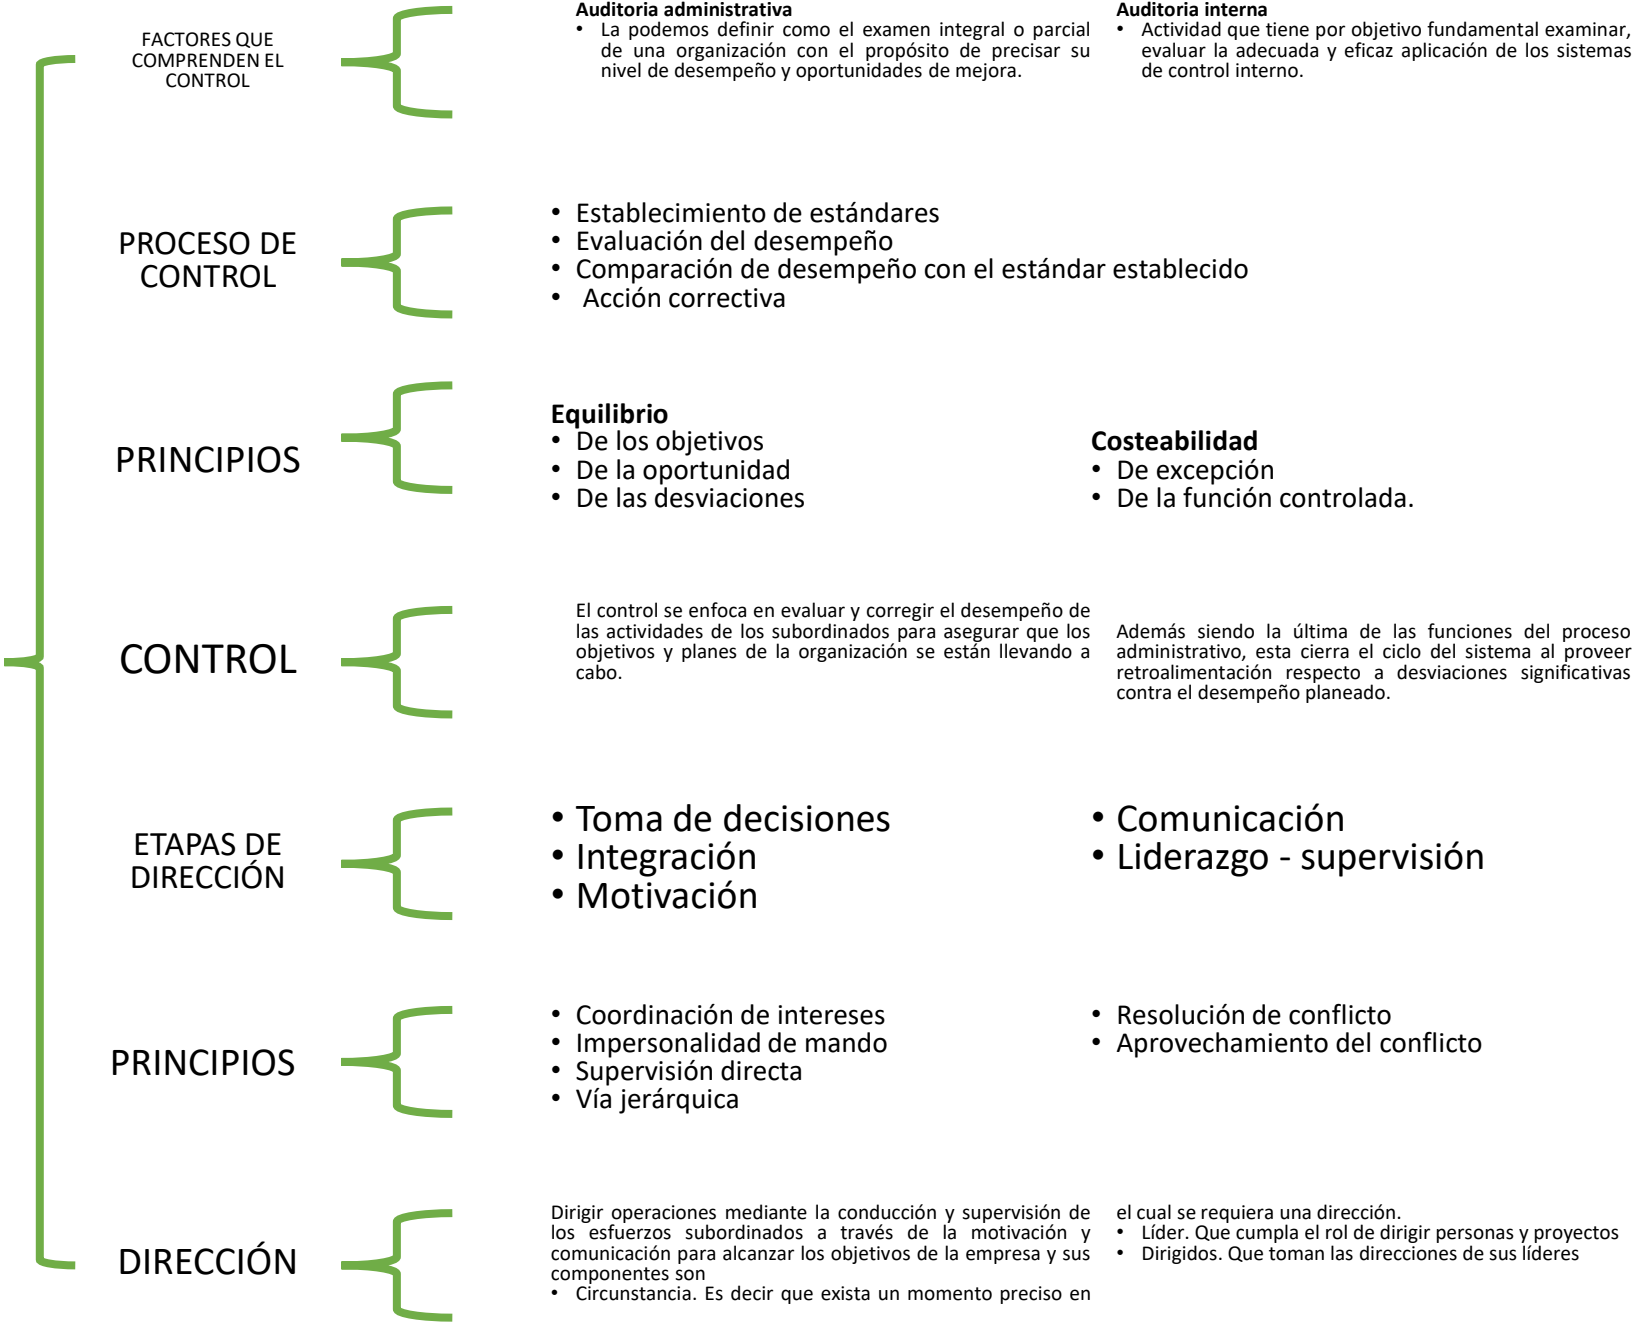 FACTORES QUE
COMPRENDEN EL
CONTROL
Auditoria administrativa
• La podemos definir como el examen integral o parcial
de una organización con el propósito de precisar su
nivel de desempeño y oportunidades de mejora.
Auditoria interna
• Actividad que tiene por objetivo fundamental examinar,
evaluar la adecuada y eficaz aplicación de los sistemas
de control interno.
PROCESO DE
CONTROL
• Establecimiento de estándares
• Evaluación del desempeño
• Comparación de desempeño con el estándar establecido
• Acción correctiva
PRINCIPIOS
Equilibrio
• De los objetivos
• De la oportunidad
• De las desviaciones
Costeabilidad
• De excepción
• De la función controlada.
CONTROL
El control se enfoca en evaluar y corregir el desempeño de
las actividades de los subordinados para asegurar que los
objetivos y planes de la organización se están llevando a
cabo.
Además siendo la última de las funciones del proceso
administrativo, esta cierra el ciclo del sistema al proveer
retroalimentación respecto a desviaciones significativas
contra el desempeño planeado.
ETAPAS DE
DIRECCIÓN
• Toma de decisiones
• Integración
• Motivación
• Comunicación
• Liderazgo - supervisión
PRINCIPIOS
• Coordinación de intereses
• Impersonalidad de mando
• Supervisión directa
• Vía jerárquica
• Resolución de conflicto
• Aprovechamiento del conflicto
DIRECCIÓN
Dirigir operaciones mediante la conducción y supervisión de
los esfuerzos subordinados a través de la motivación y
comunicación para alcanzar los objetivos de la empresa y sus
componentes son
• Circunstancia. Es decir que exista un momento preciso en
el cual se requiera una dirección.
• Líder. Que cumpla el rol de dirigir personas y proyectos
• Dirigidos. Que toman las direcciones de sus líderes